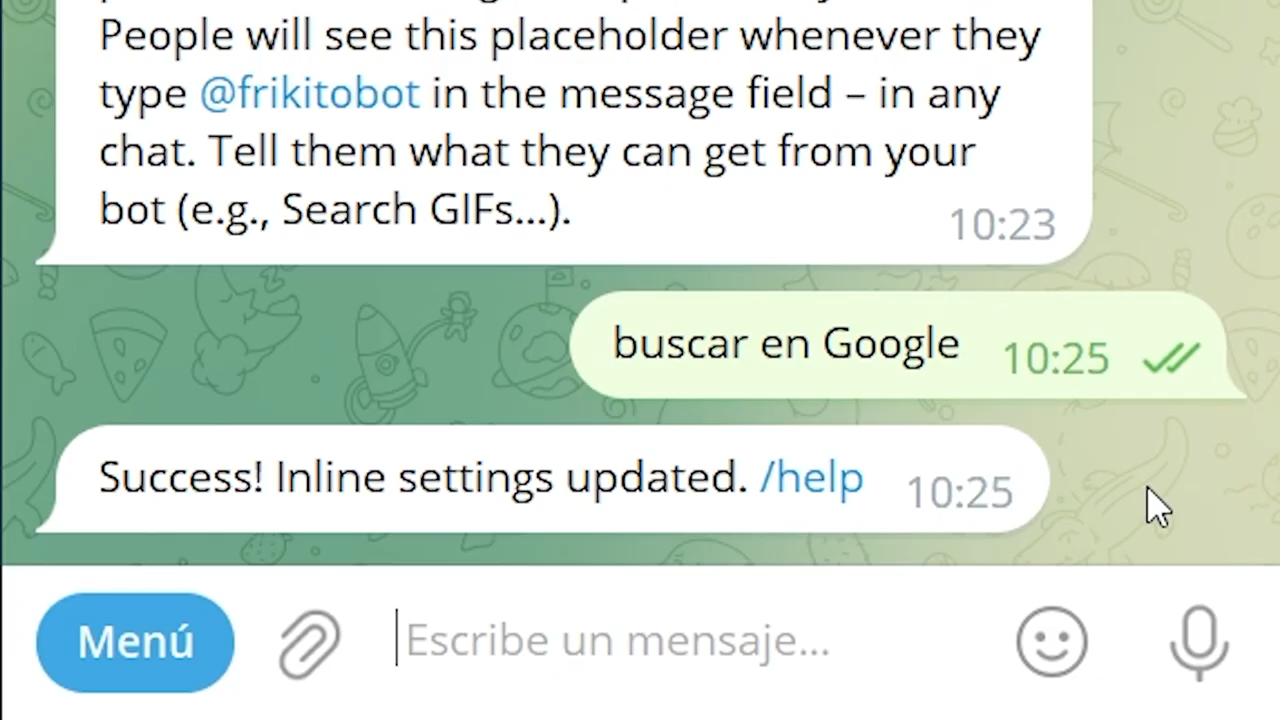 People will see this placeholder whenever they
type @frikitobot in the message field – in any
chat. Tell them what they can get from your
bot (e.g., Search GIFs...).
10:23
buscar en Google 10:25
Success! Inline settings updated. /help 10:25
Menú Escribe un mensaje...